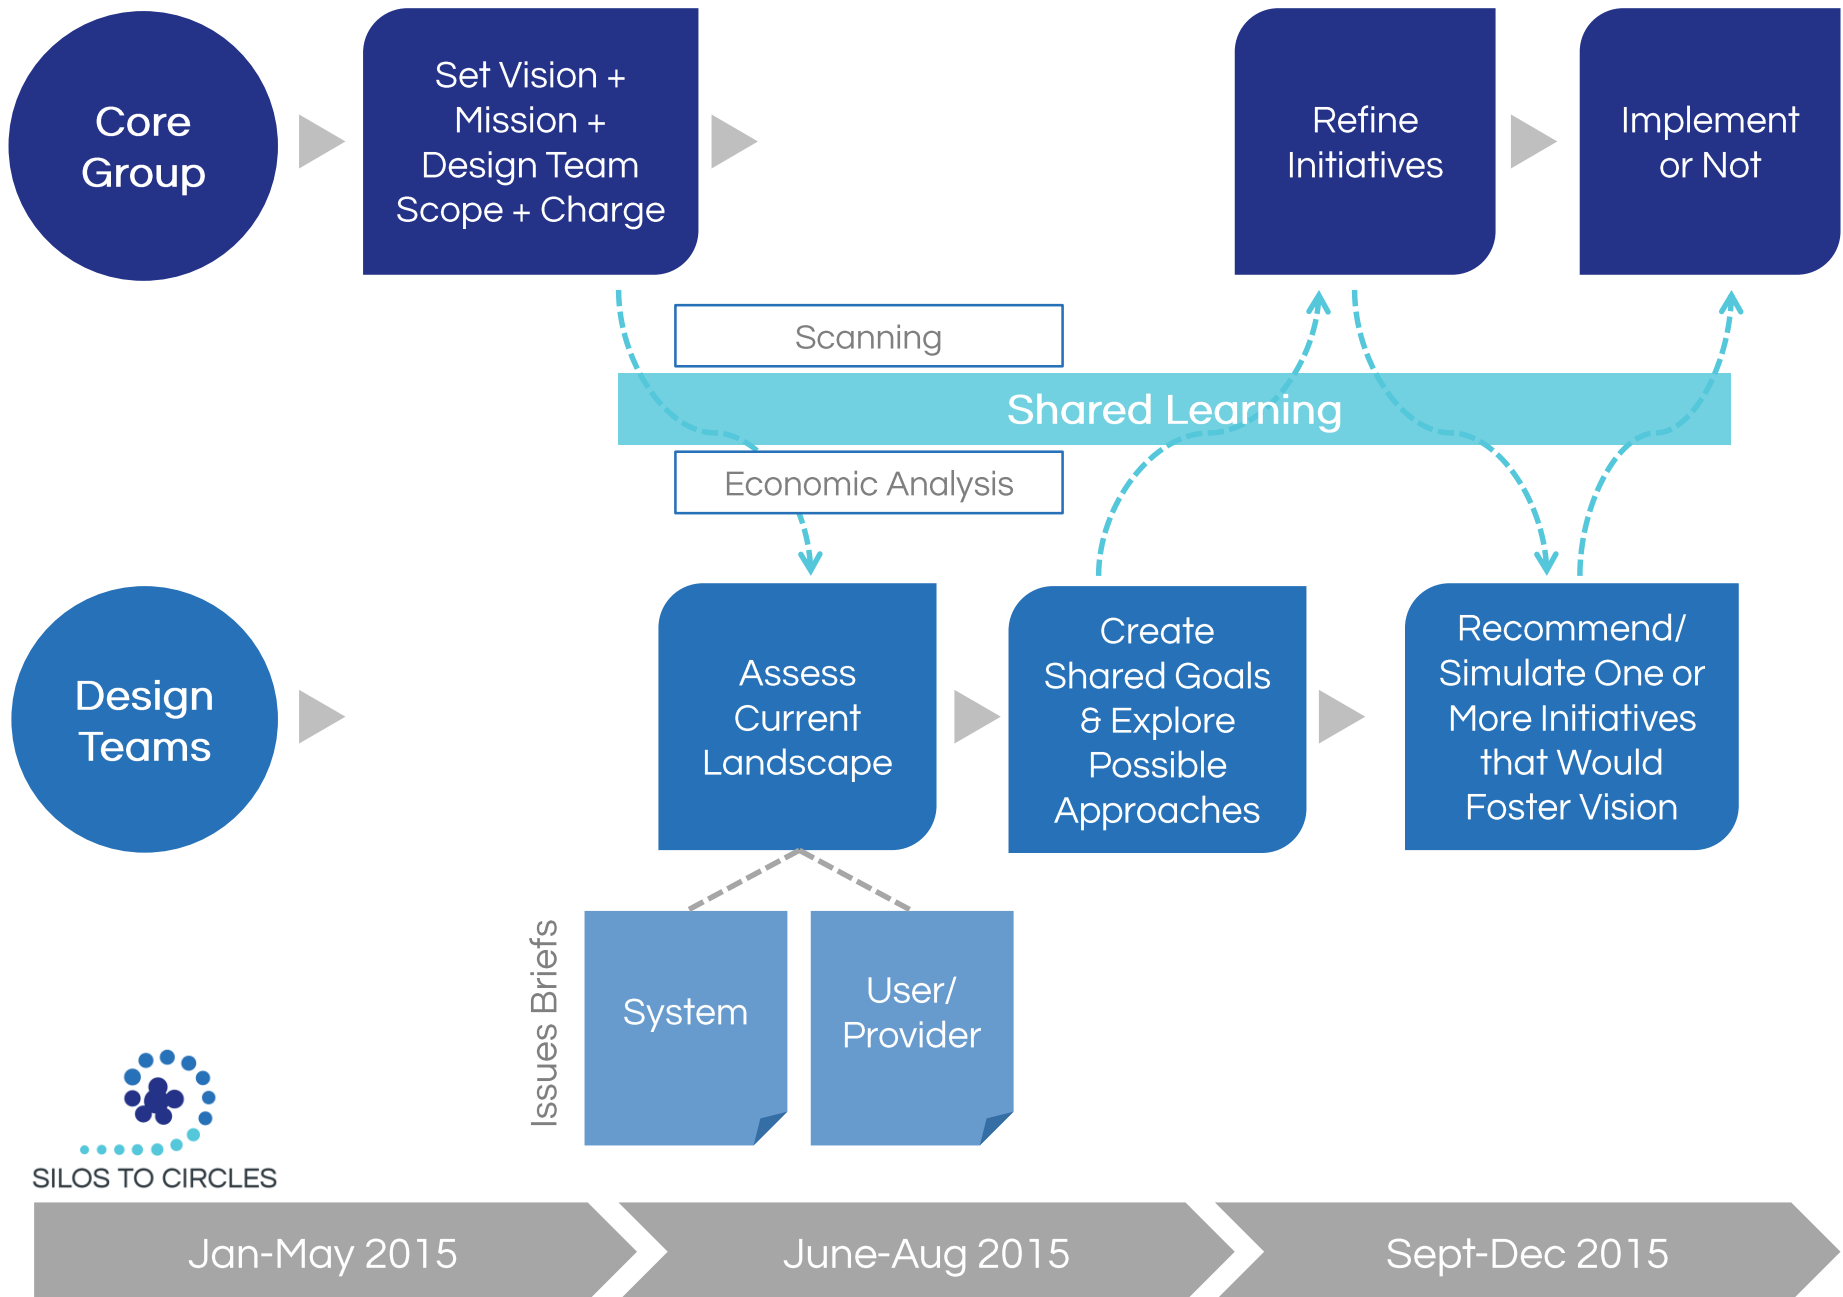 Core
Group
Set Vision +
Mission +
Design Team
Scope + Charge
Refine
Initiatives
Implement
or Not
Scanning
Shared Learning
Economic Analysis
Design
Teams
Assess
Current
Landscape
Create
Shared Goals
& Explore
Possible
Approaches
Recommend/
Simulate One or
More Initiatives
that Would
Foster Vision
Issues Briefs
System
User/
Provider
SILOS TO CIRCLES
Jan-May 2015
June-Aug 2015
Sept-Dec 2015